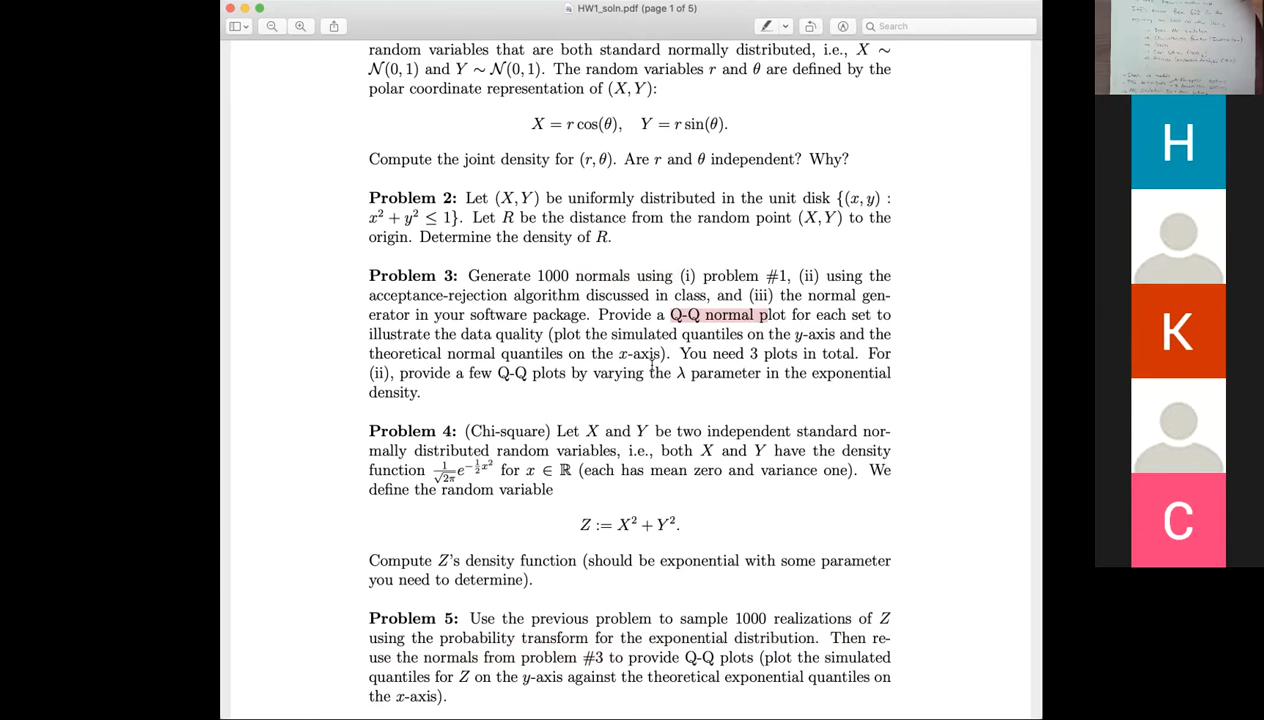 HW1_soln.pdf (page 1 of 5)
Search
random variables that are both standard normally distributed, i.e., X ∼
N(0, 1) and Y ∼ N(0, 1). The random variables r and θ are defined by the
polar coordinate representation of (X, Y):
X = r cos(θ), Y = r sin(θ).
Compute the joint density for (r, θ). Are r and θ independent? Why?
Problem 2: Let (X, Y) be uniformly distributed in the unit disk {(x, y) :
x² + y² ≤ 1}. Let R be the distance from the random point (X, Y) to the
origin. Determine the density of R.
Problem 3: Generate 1000 normals using (i) problem #1, (ii) using the
acceptance-rejection algorithm discussed in class, and (iii) the normal gen-
erator in your software package. Provide a Q-Q normal plot for each set to
illustrate the data quality (plot the simulated quantiles on the y-axis and the
theoretical normal quantiles on the x-axis). You need 3 plots in total. For
(ii), provide a few Q-Q plots by varying the λ parameter in the exponential
density.
Problem 4: (Chi-square) Let X and Y be two independent standard nor-
mally distributed random variables, i.e., both X and Y have the density
function 1/√2π e^{-½x²} for x ∈ ℝ (each has mean zero and variance one). We
define the random variable
Z := X² + Y².
Compute Z's density function (should be exponential with some parameter
you need to determine).
Problem 5: Use the previous problem to sample 1000 realizations of Z
using the probability transform for the exponential distribution. Then re-
use the normals from problem #3 to provide Q-Q plots (plot the simulated
quantiles for Z on the y-axis against the theoretical exponential quantiles on
the x-axis).
H
K
C